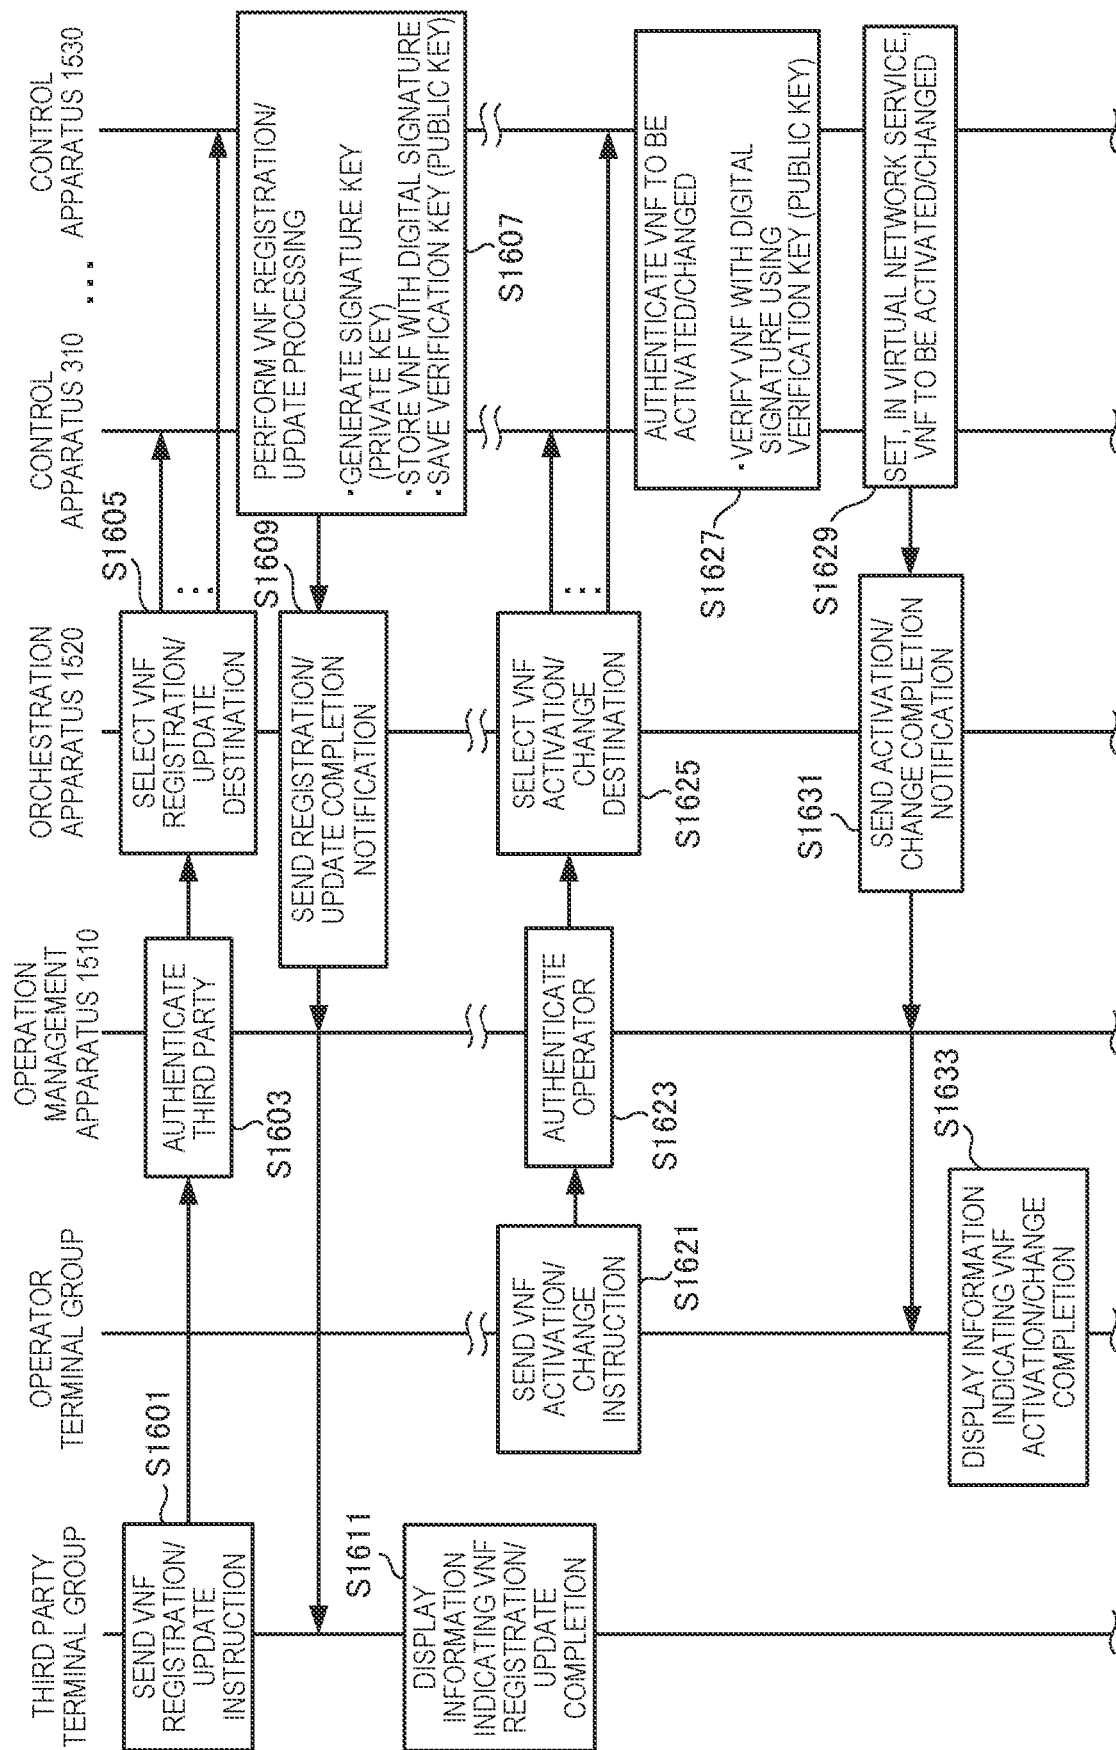 THIRD PARTY
TERMINAL GROUP
OPERATOR
TERMINAL GROUP
OPERATION
MANAGEMENT
APPARATUS 1510
ORCHESTRATION
APPARATUS 1520
CONTROL
APPARATUS 310
...
CONTROL
APPARATUS 1530
SEND VNF
REGISTRATION/
UPDATE
INSTRUCTION
S1601
AUTHENTICATE
THIRD PARTY
S1603
SELECT VNF
REGISTRATION/
UPDATE
DESTINATION
S1605
...
PERFORM VNF REGISTRATION/
UPDATE PROCESSING
▪ GENERATE SIGNATURE KEY
(PRIVATE KEY)
▪ STORE VNF WITH DIGITAL SIGNATURE
▪ SAVE VERIFICATION KEY (PUBLIC KEY)
S1607
SEND REGISTRATION/
UPDATE COMPLETION
NOTIFICATION
S1609
DISPLAY
INFORMATION
INDICATING VNF
REGISTRATION/
UPDATE
COMPLETION
S1611
SEND VNF
ACTIVATION/
CHANGE
INSTRUCTION
S1621
AUTHENTICATE
OPERATOR
S1623
SELECT VNF
ACTIVATION/
CHANGE
DESTINATION
S1625
...
AUTHENTICATE VNF TO BE
ACTIVATED/CHANGED
▪ VERIFY VNF WITH DIGITAL
SIGNATURE USING
VERIFICATION KEY (PUBLIC KEY)
S1627
SET, IN VIRTUAL NETWORK SERVICE,
VNF TO BE ACTIVATED/CHANGED
S1629
SEND ACTIVATION/
CHANGE COMPLETION
NOTIFICATION
S1631
DISPLAY INFORMATION
INDICATING VNF
ACTIVATION/CHANGE
COMPLETION
S1633